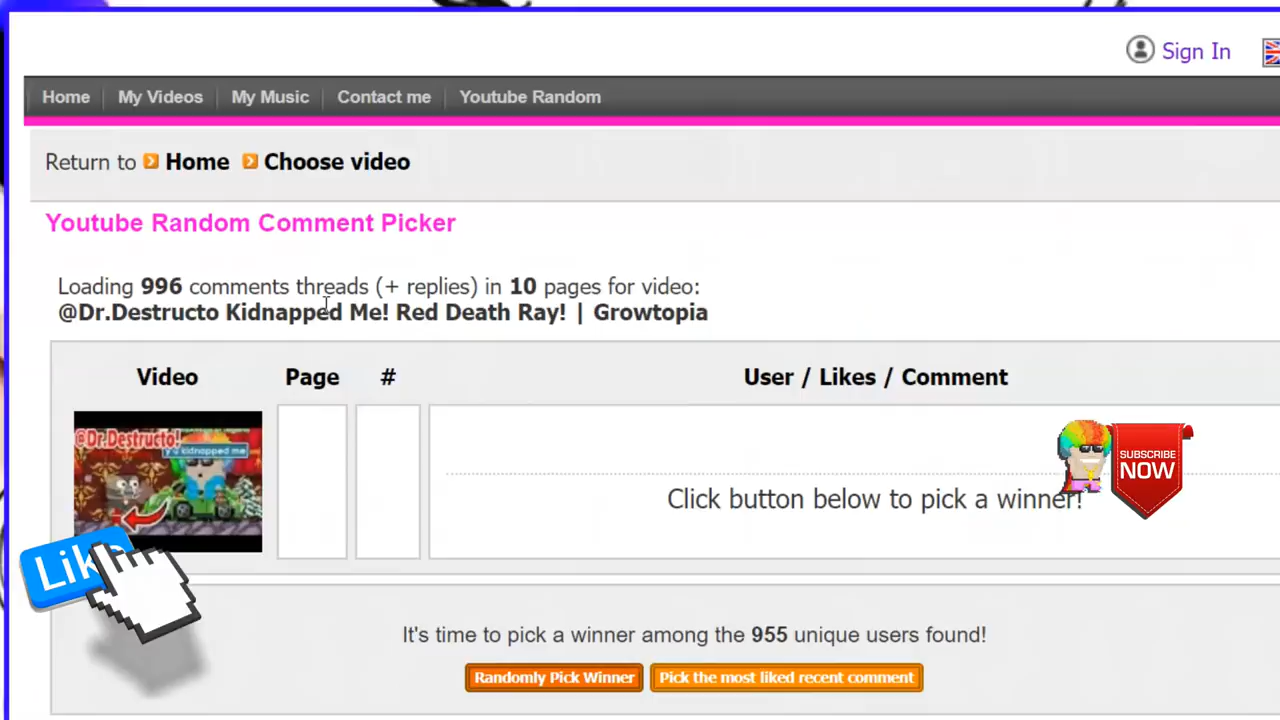 Sign In
Home
My Videos
My Music
Contact me
Youtube Random
Return to Home Choose video
Youtube Random Comment Picker
Loading 996 comments threads (+ replies) in 10 pages for video:
@Dr.Destructo Kidnapped Me! Red Death Ray! | Growtopia
Video
Page
#
User / Likes / Comment
@Dr.Destructo!
kidnapped me
SUBSCRIBE
NOW
Click button below to pick a winner!
It's time to pick a winner among the 955 unique users found!
Randomly Pick Winner
Pick the most liked recent comment